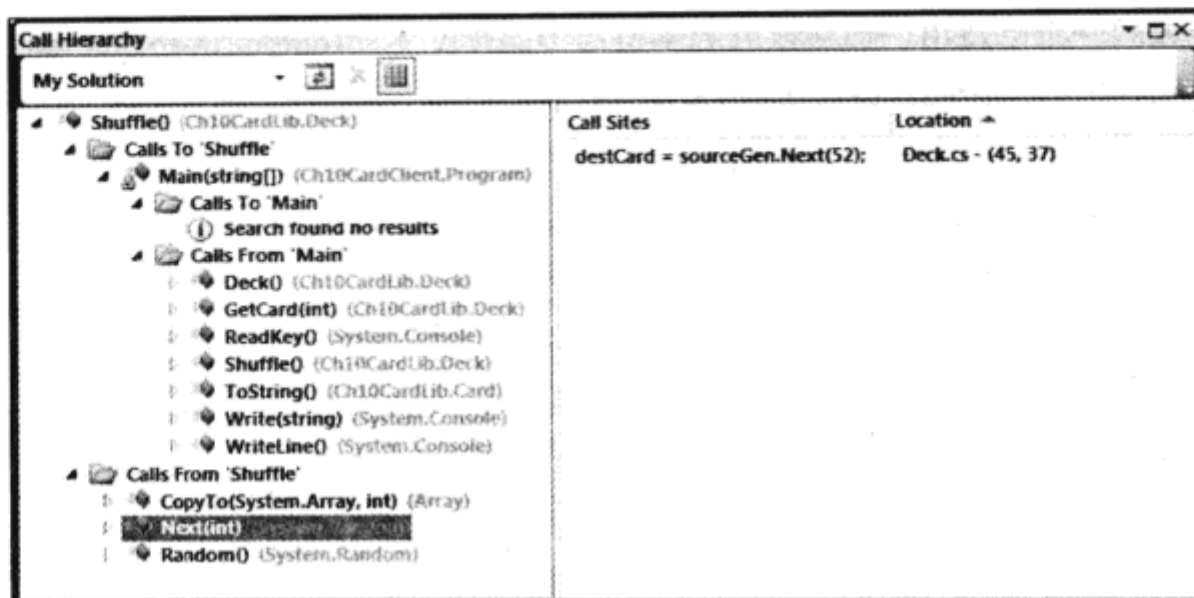 Call Hierarchy
My Solution
Shuffle() (Ch10CardLib.Deck)
Calls To 'Shuffle'
Main(string[]) (Ch10CardClient.Program)
Calls To 'Main'
Search found no results
Calls From 'Main'
Deck() (Ch10CardLib.Deck)
GetCard(int) (Ch10CardLib.Deck)
ReadKey() (System.Console)
Shuffle() (Ch10CardLib.Deck)
ToString() (Ch10CardLib.Card)
Write(string) (System.Console)
WriteLine() (System.Console)
Calls From 'Shuffle'
CopyTo(System.Array, int) (Array)
Next(int)
Random() (System.Random)
Call Sites Location
destCard = sourceGen.Next(52); Deck.cs - (45, 37)